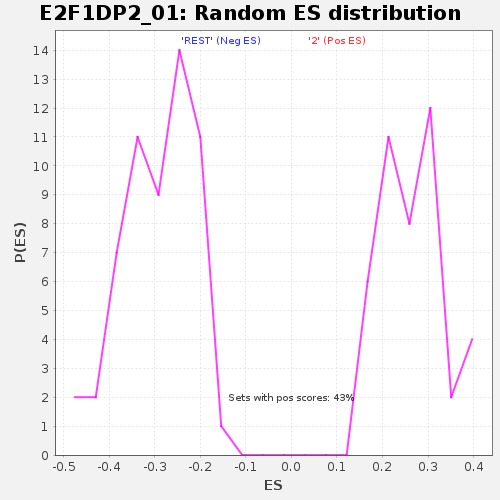 E2F1DP2_01: Random ES distribution
'REST' (Neg ES) '2' (Pos ES)
14
13
12
11
10
9
8
7
6
5
4
3
2
1
0
P(ES)
Sets with pos scores: 43%
-0.5 -0.4 -0.3 -0.2 -0.1 0.0 0.1 0.2 0.3 0.4
ES